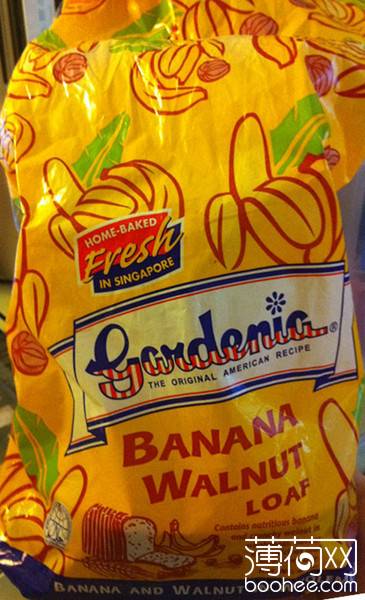 HOME-BAKED
Fresh
IN SINGAPORE
Gardenia®
THE ORIGINAL AMERICAN RECIPE
BANANA
WALNUT
LOAF
Contains nutritious banana
in
BANANA AND WALNUT
薄荷网
boohee.com